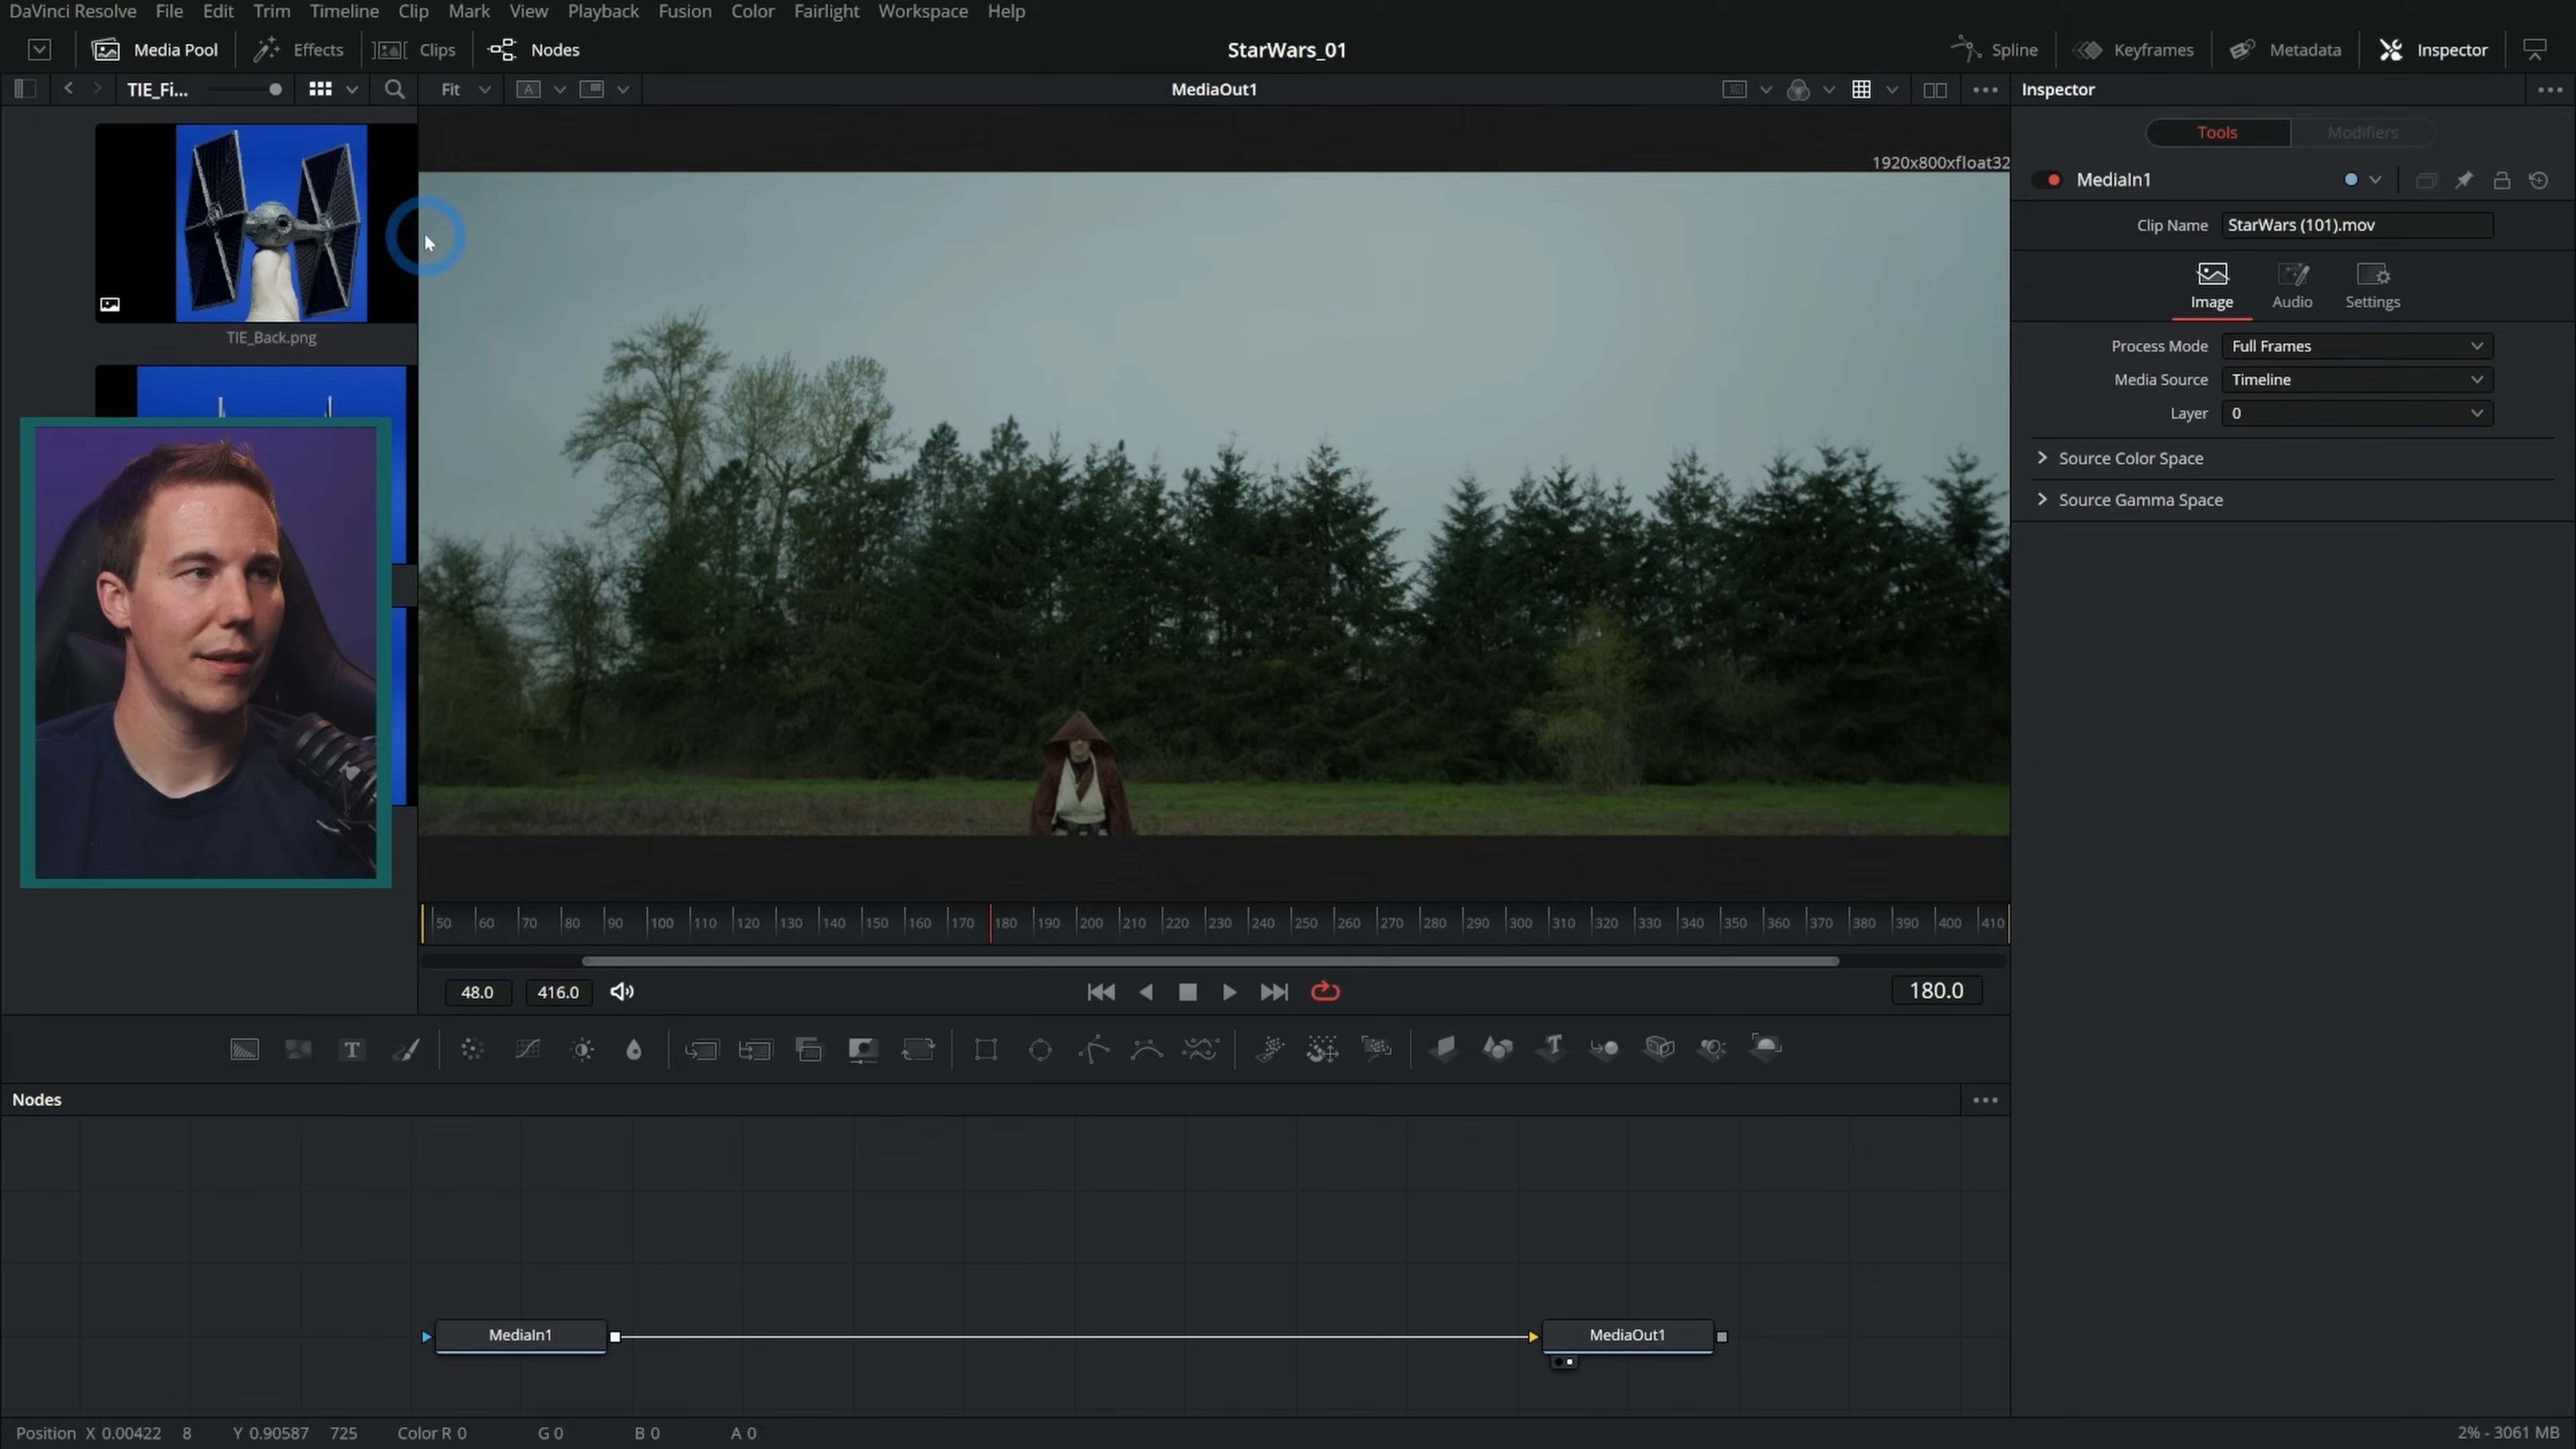 DaVinci Resolve File Edit Trim Timeline Clip Mark View Playback Fusion Color Fairlight Workspace Help
Media Pool Effects Clips Nodes StarWars_01 Spline Keyframes Metadata Inspector
TIE_Fi... Fit A MediaOut1 Inspector
Tools Modifiers
1920x800xfloat32
MediaIn1
Clip Name StarWars (101).mov
Image Audio Settings
TIE_Back.png
Process Mode Full Frames
Media Source Timeline
Layer 0
Source Color Space
Source Gamma Space
50 60 70 80 90 100 110 120 130 140 150 160 170 180 190 200 210 220 230 240 250 260 270 280 290 300 310 320 330 340 350 360 370 380 390 400 410
48.0 416.0 180.0
T T
Nodes
MediaIn1 MediaOut1
Position X 0.00422 8 Y 0.90587 725 Color R 0 G 0 B 0 A 0 2% - 3061 MB